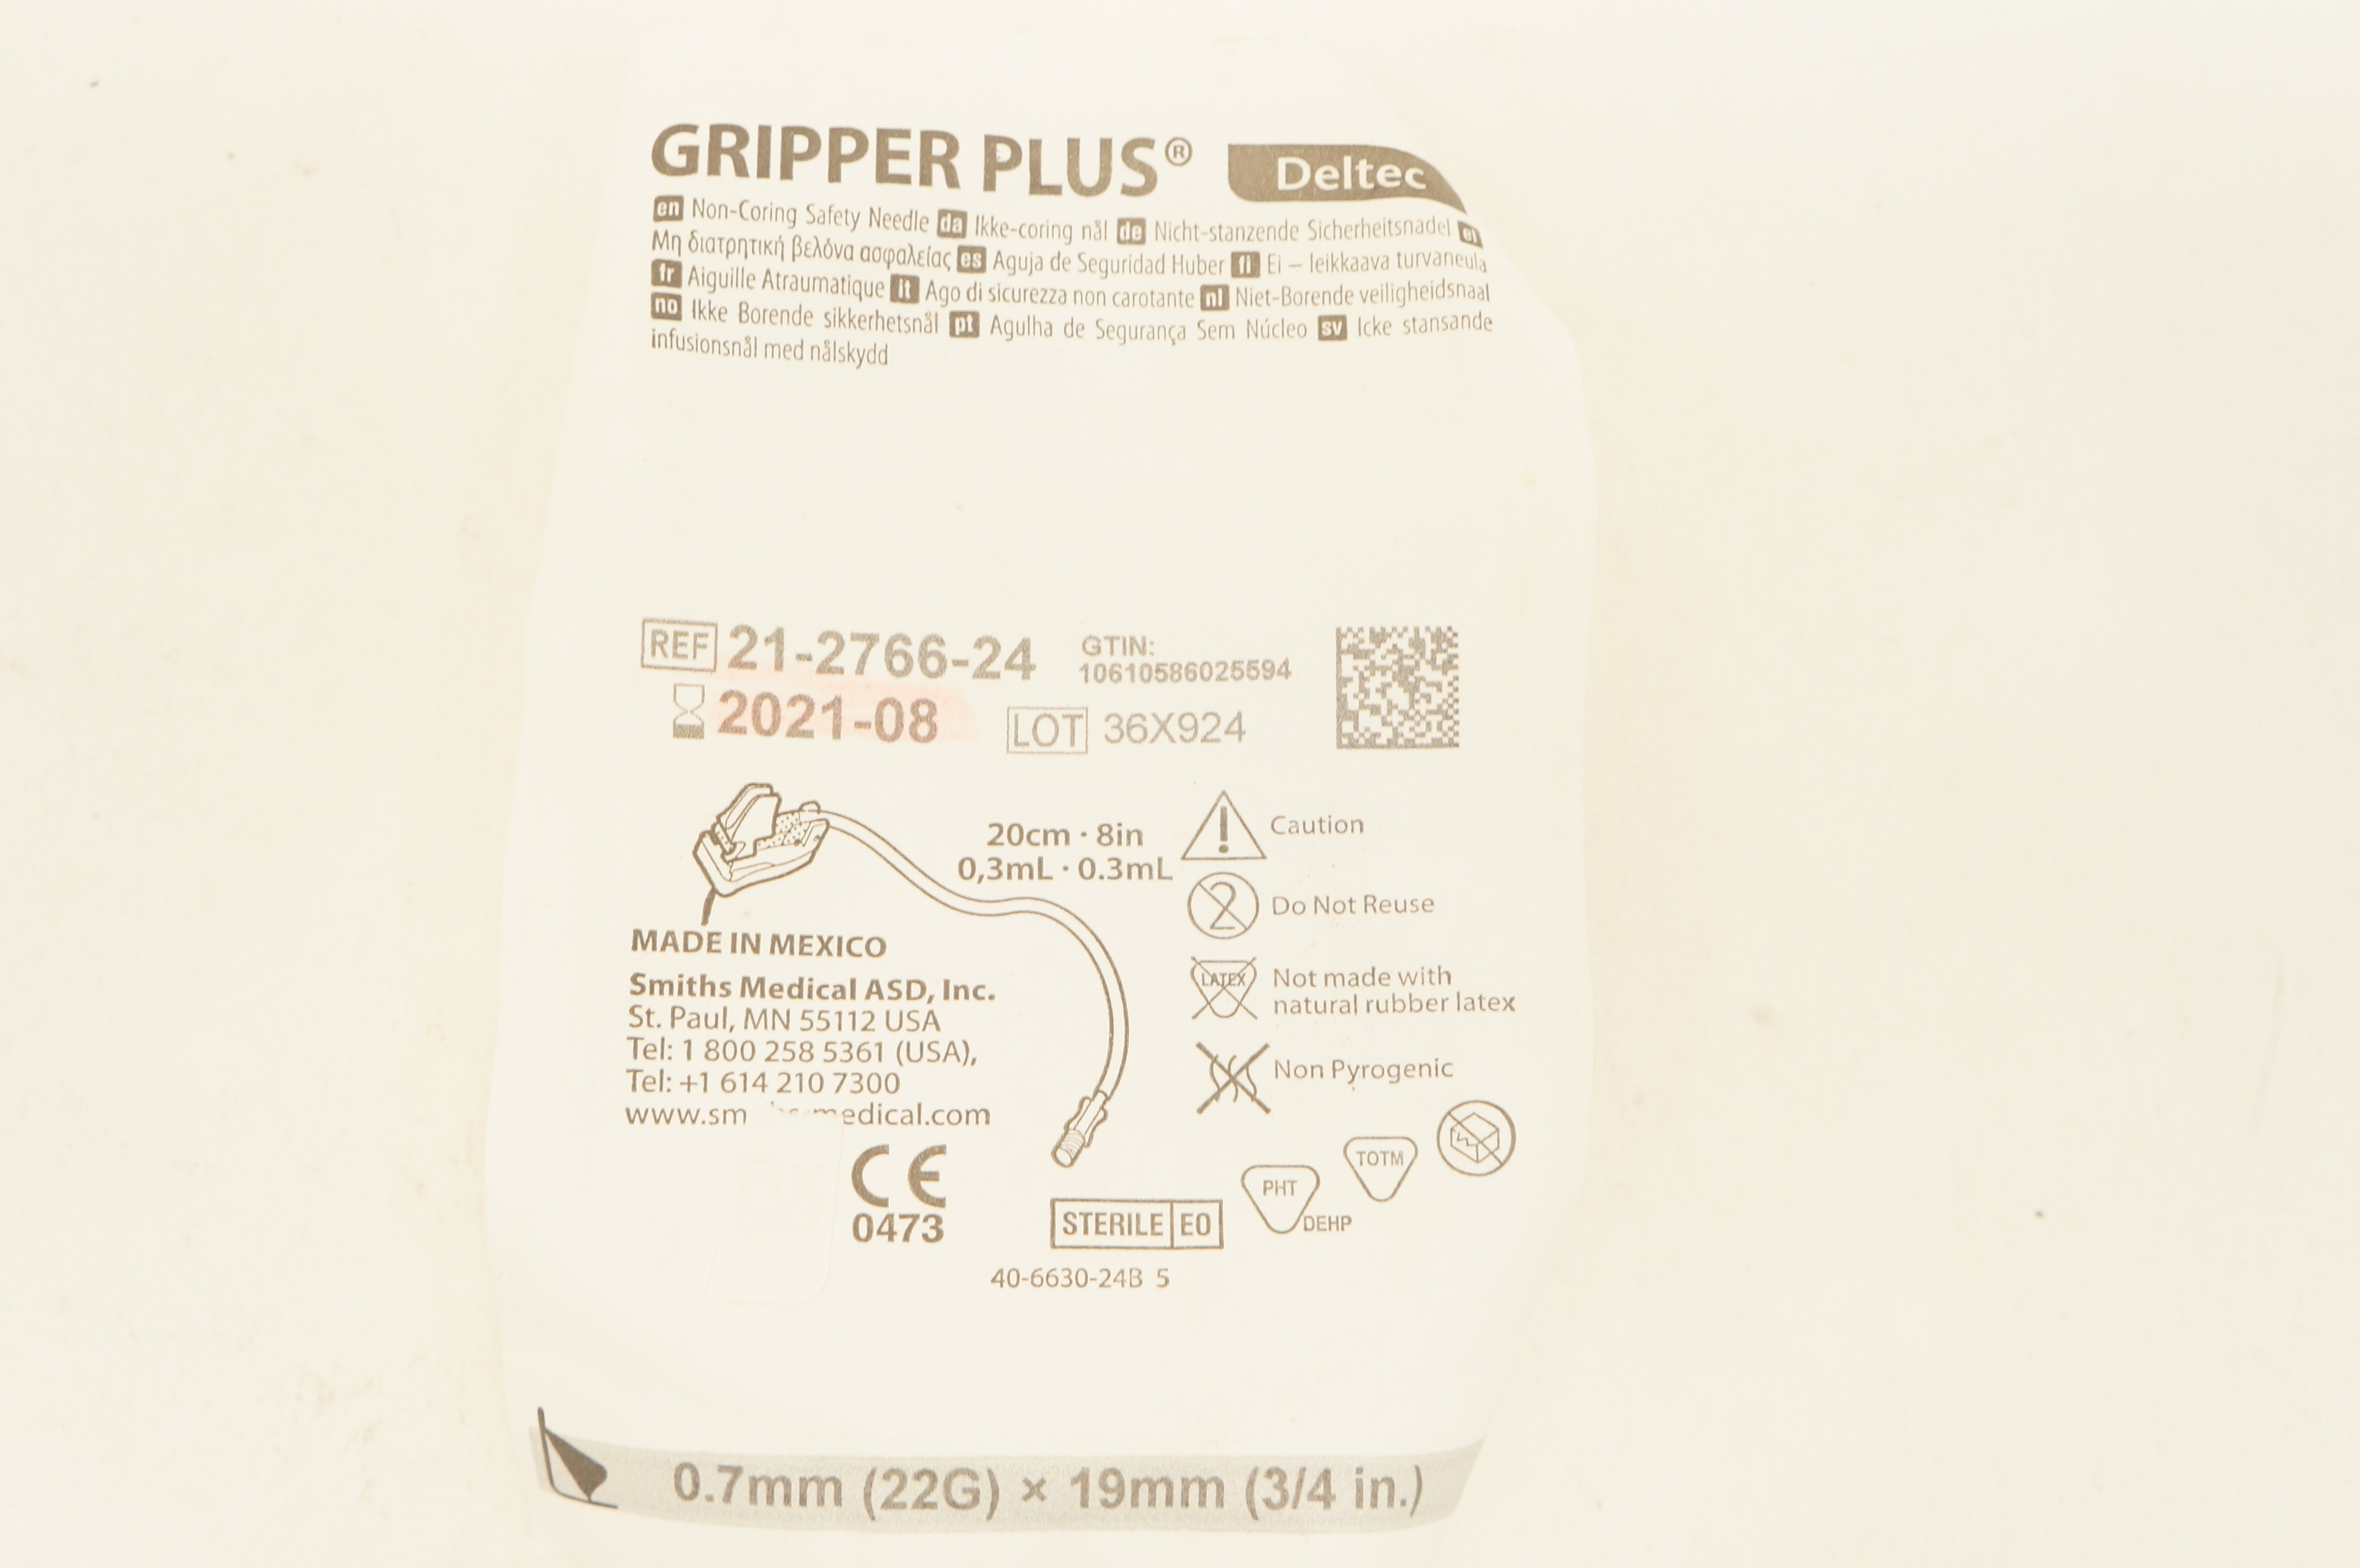 GRIPPER PLUS® Deltec
en Non-Coring Safety Needle da Ikke-coring nål de Nicht-stanzende Sicherheitsnadel el
Μη διατρητική βελόνα ασφαλείας es Aguja de Seguridad Huber fi Ei – leikkaava turvaneula
fr Aiguille Atraumatique it Ago di sicurezza non carotante nl Niet-Borende veiligheidsnaal
no Ikke Borende sikkerhetsnål pt Agulha de Segurança Sem Núcleo sv Icke stansande
infusionsnål med nålskydd
REF 21-2766-24
GTIN:
10610586025594
2021-08
LOT 36X924
20cm · 8in
0,3mL · 0.3mL
Caution
2 Do Not Reuse
LATEX Not made with
natural rubber latex
Non Pyrogenic
MADE IN MEXICO
Smiths Medical ASD, Inc.
St. Paul, MN 55112 USA
Tel: 1 800 258 5361 (USA),
Tel: +1 614 210 7300
www.sm edical.com
CE
0473
STERILE EO
PHT
DEHP
TOTM
40-6630-24B 5
0.7mm (22G) × 19mm (3/4 in.)